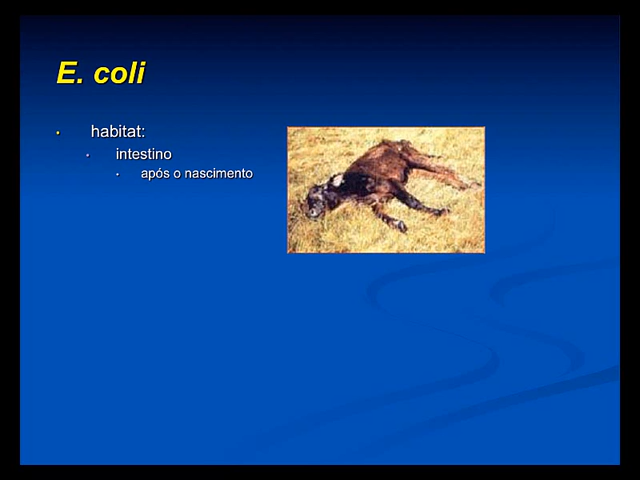 E. coli
habitat:
intestino
após o nascimento